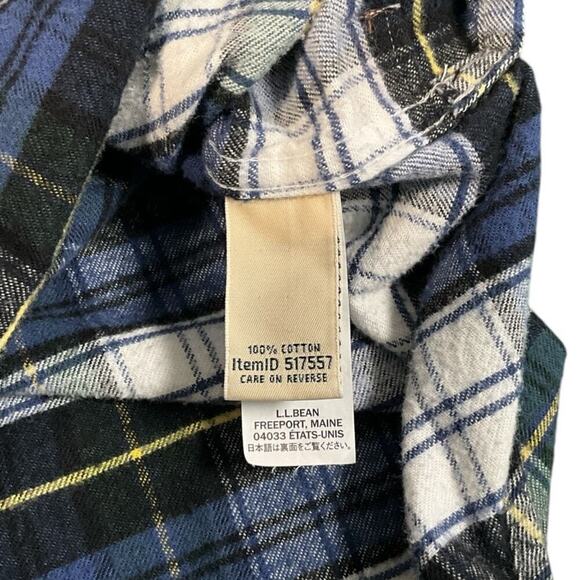 100% COTTON
ItemID 517557
CARE ON REVERSE
L.L.BEAN
FREEPORT, MAINE
04033 ÉTATS-UNIS
日本語は裏面をご覧ください。